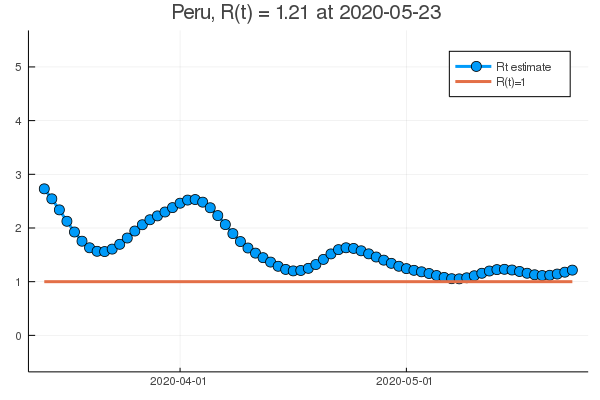 Peru, R(t) = 1.21 at 2020-05-23
Rt estimate
R(t)=1
5
4
3
2
1
0
2020-04-01
2020-05-01